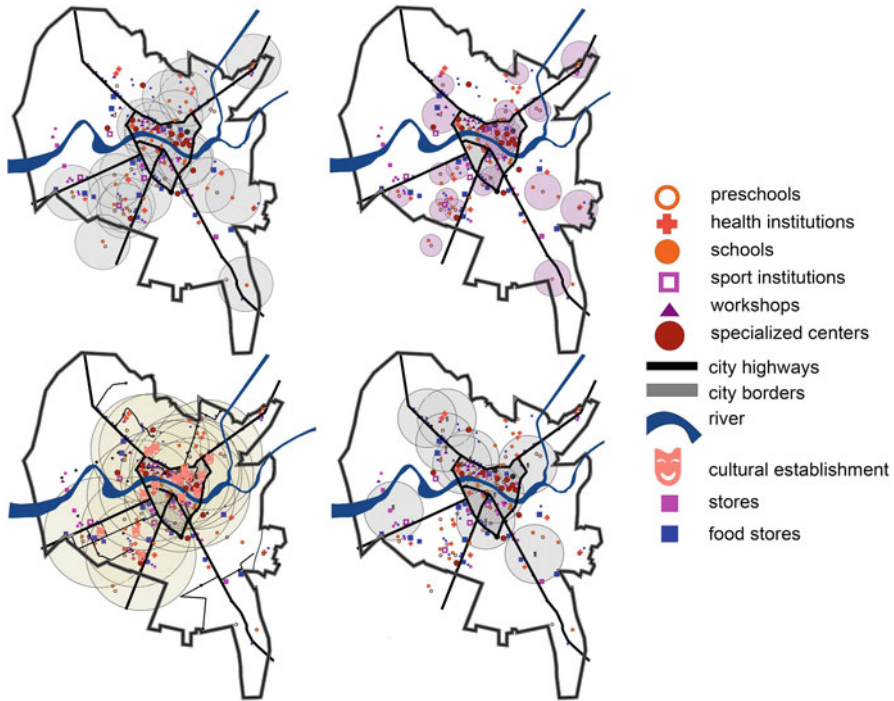 preschools
health institutions
schools
sport institutions
workshops
specialized centers
city highways
city borders
river
cultural establishment
stores
food stores